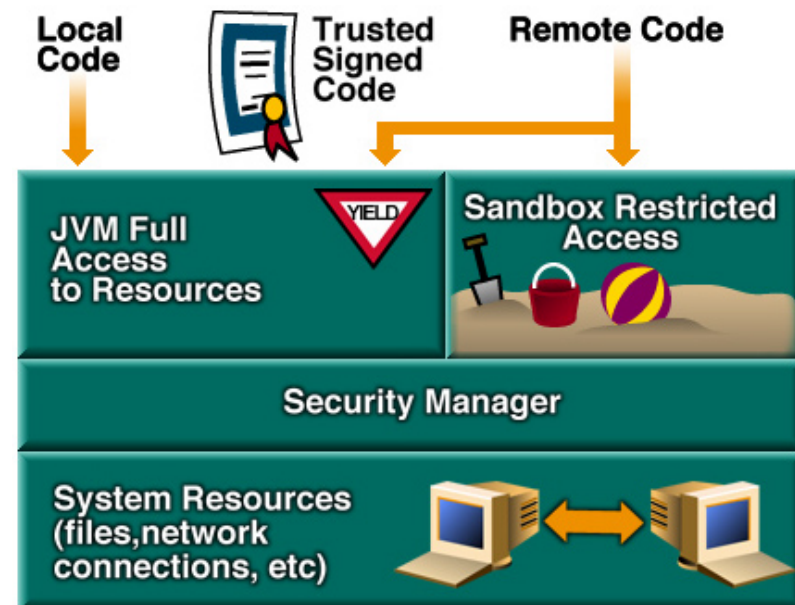 Local
Code
Trusted
Signed
Code
Remote Code
JVM Full
Access
to Resources
YIELD
Sandbox Restricted
Access
Security Manager
System Resources
(files,network
connections, etc)